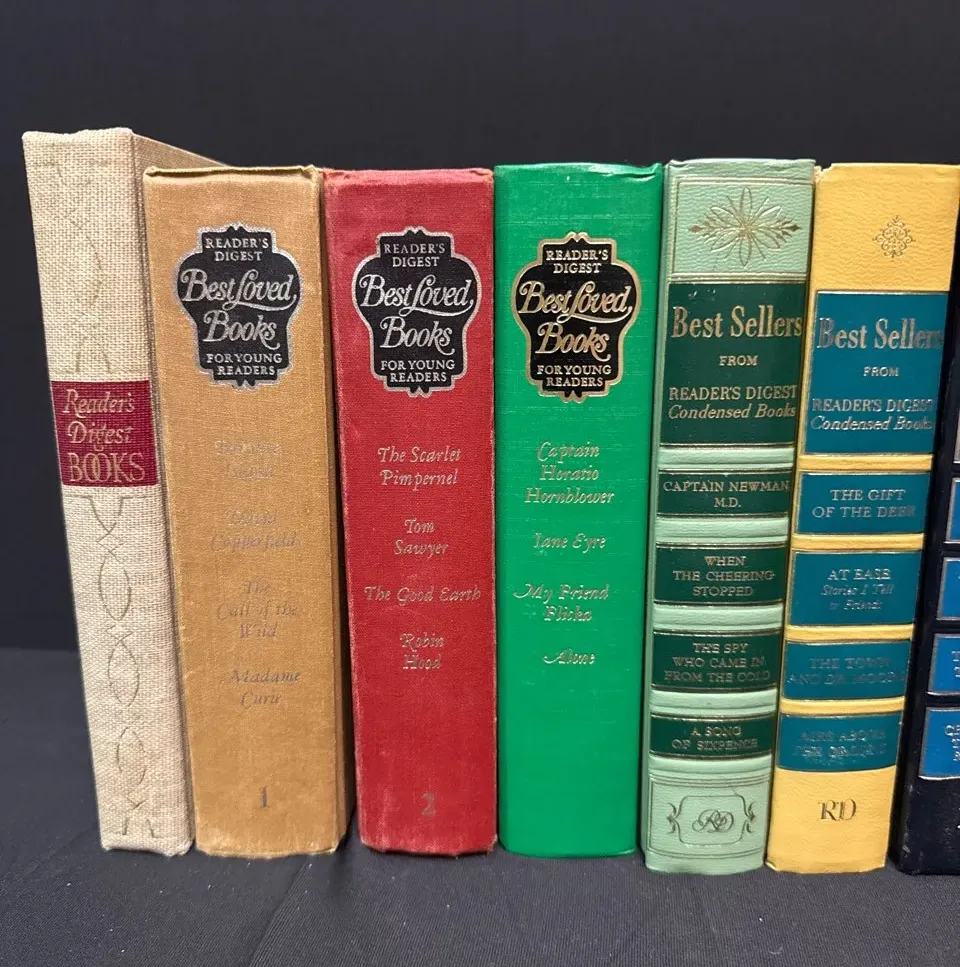 Reader's
Digest
BOOKS
READER'S
DIGEST
Best Loved
Books
FOR YOUNG
READERS
Copperfield
The
Call of the
Wild
Madame
Curie
1
READER'S
DIGEST
Best Loved
Books
FOR YOUNG
READERS
The Scarlet
Pimpernel
Tom
Sawyer
The Good Earth
Robin
Hood
2
READER'S
DIGEST
Best Loved
Books
FOR YOUNG
READERS
Captain
Horatio
Hornblower
Jane Eyre
My Friend
Flicka
Alone
Best Sellers
FROM
READER'S DIGEST
Condensed Books
CAPTAIN NEWMAN
M.D.
WHEN
THE CHEERING
STOPPED
THE SPY
WHO CAME IN
FROM THE COLD
A SONG
OF SIXPENCE
RD
Best Sellers
FROM
READER'S DIGEST
Condensed Books
THE GIFT
OF THE DEER
AT EASE
Stories I Tell
to Friends
THE TOWN
AND DR. MOORE
RD